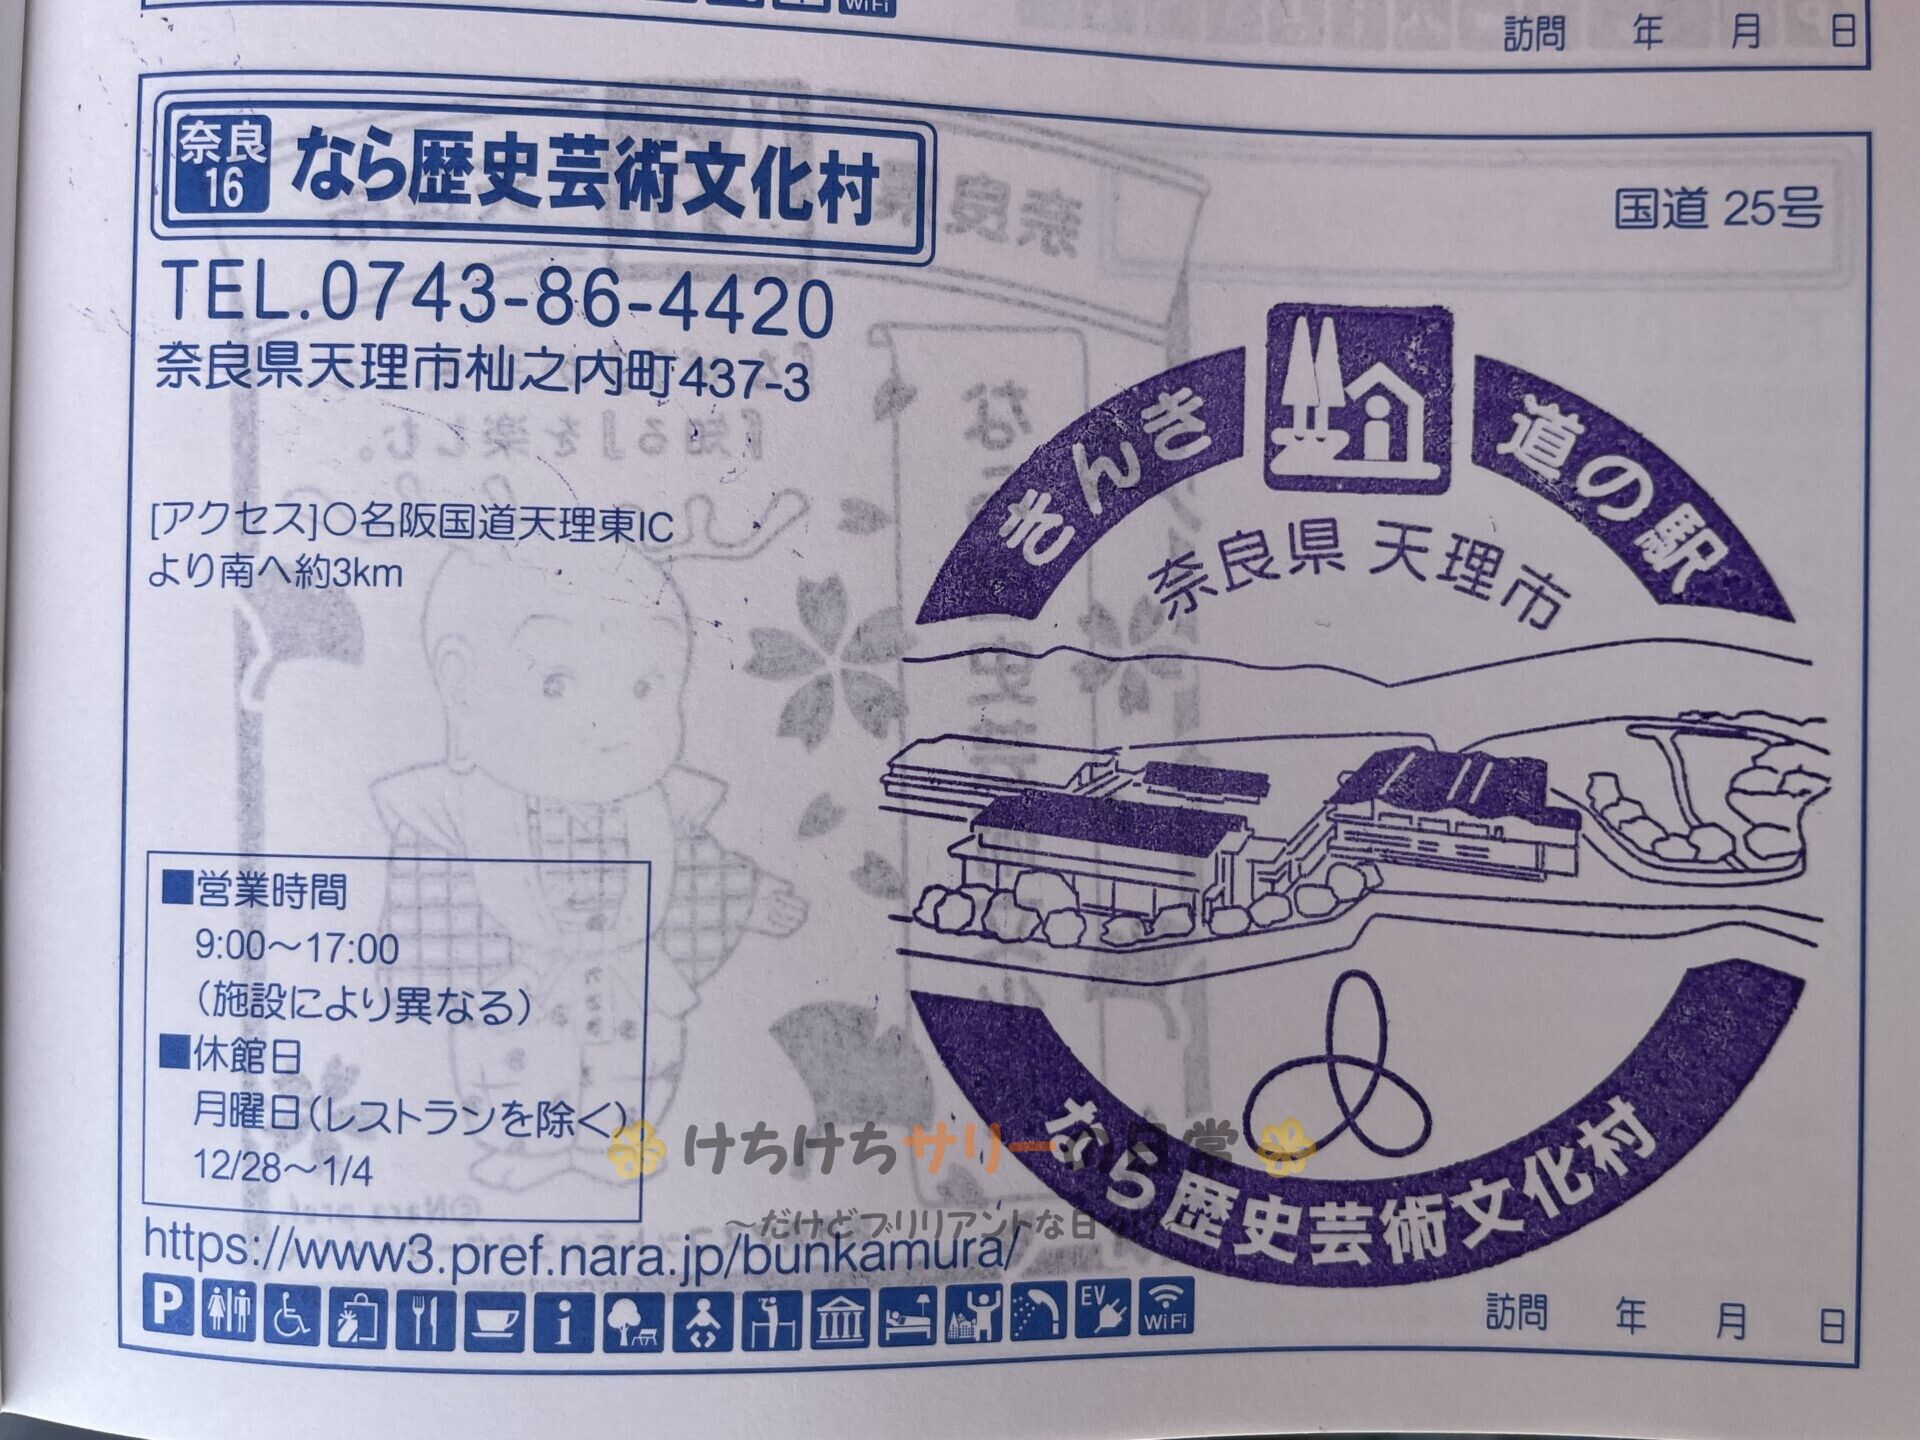 訪問 年 月 日
奈良
16
なら歴史芸術文化村
国道 25号
TEL.0743-86-4420
奈良県天理市杣之内町437-3
[アクセス]○名阪国道天理東IC
より南へ約3km
■営業時間
9:00～17:00
(施設により異なる)
■休館日
月曜日(レストランを除く)
12/28～1/4
https://www3.pref.nara.jp/bunkamura/
P
i
EV
WiFi
きんき 道の駅
奈良県 天理市
なら歴史芸術文化村
けちけちサリーの日常
～だけどブリリアントな日
訪問 年 月 日